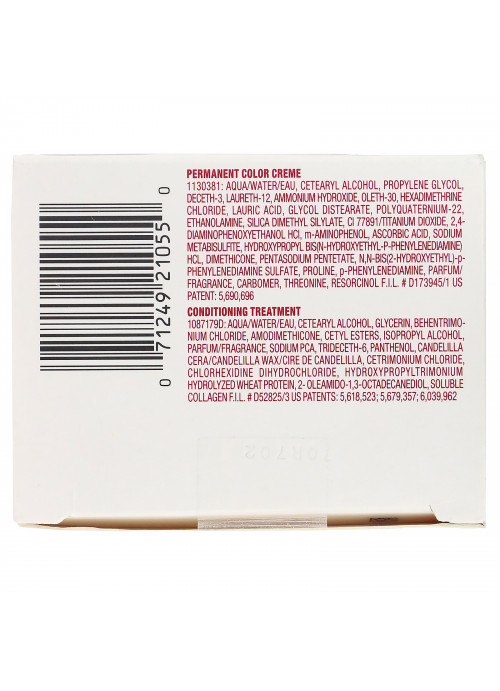 PERMANENT COLOR CREME
1130381: AQUA/WATER/EAU, CETEARYL ALCOHOL, PROPYLENE GLYCOL,
DECETH-3, LAURETH-12, AMMONIUM HYDROXIDE, OLETH-30, HEXADIMETHRINE
CHLORIDE, LAURIC ACID, GLYCOL DISTEARATE, POLYQUATERNIUM-22,
ETHANOLAMINE, SILICA DIMETHYL SILYLATE, CI 77891/TITANIUM DIOXIDE, 2,4-
DIAMINOPHENOXYETHANOL HCl, m-AMINOPHENOL, ASCORBIC ACID, SODIUM
METABISULFITE, HYDROXYPROPYL BIS(N-HYDROXYETHYL-P-PHENYLENEDIAMINE)
HCL, DIMETHICONE, PENTASODIUM PENTETATE, N,N-BIS(2-HYDROXYETHYL)-p-
PHENYLENEDIAMINE SULFATE, PROLINE, p-PHENYLENEDIAMINE, PARFUM/
FRAGRANCE, CARBOMER, THREONINE, RESORCINOL F.I.L. # D173945/1 US
PATENT: 5,690,696
CONDITIONING TREATMENT
1087179D: AQUA/WATER/EAU, CETEARYL ALCOHOL, GLYCERIN, BEHENTRIMO-
NIUM CHLORIDE, AMODIMETHICONE, CETYL ESTERS, ISOPROPYL ALCOHOL,
PARFUM/FRAGRANCE, SODIUM PCA, TRIDECETH-6, PANTHENOL, CANDELILLA
CERA/CANDELILLA WAX/CIRE DE CANDELILLA, CETRIMONIUM CHLORIDE,
CHLORHEXIDINE DIHYDROCHLORIDE, HYDROXYPROPYLTRIMONIUM
HYDROLYZED WHEAT PROTEIN, 2- OLEAMIDO-1,3-OCTADECANEDIOL, SOLUBLE
COLLAGEN F.I.L. # D52825/3 US PATENTS: 5,618,523; 5,679,357; 6,039,962
0 71249 21055 0